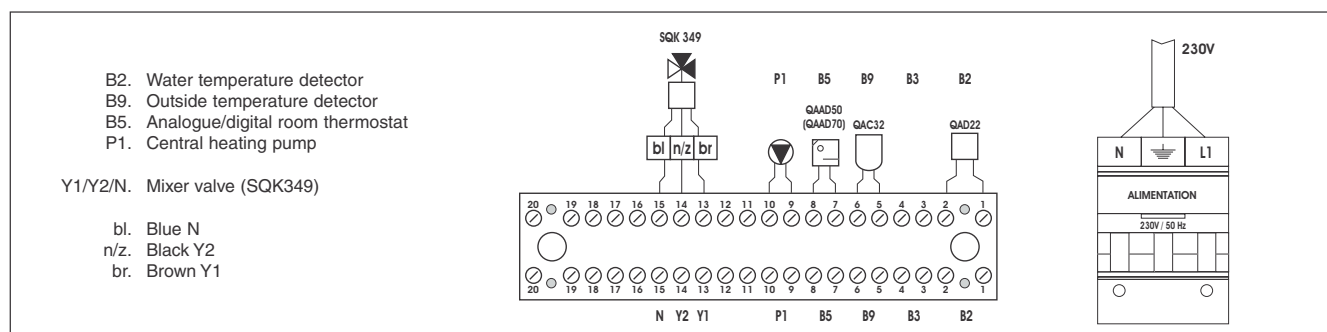 B2. Water temperature detector
B9. Outside temperature detector
B5. Analogue/digital room thermostat
P1. Central heating pump
Y1/Y2/N. Mixer valve (SQK349)
bl. Blue N
n/z. Black Y2
br. Brown Y1
SQK 349
P1 B5 B9 B3 B2
QAAD50
(QAAD70) QAC32 QAD22
bl n/z br
20 19 18 17 16 15 14 13 12 11 10 9 8 7 6 5 4 3 2 1
20 19 18 17 16 15 14 13 12 11 10 9 8 7 6 5 4 3 2 1
N Y2 Y1 P1 B5 B9 B3 B2
230V
N L1
ALIMENTATION
230V / 50 Hz